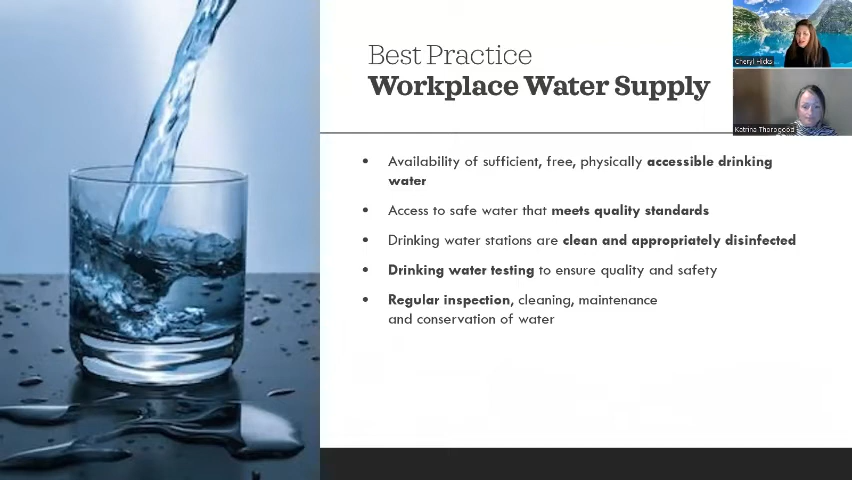 Best Practice
Workplace Water Supply
Cheryl Hicks
Katrina Thorogood
• Availability of sufficient, free, physically accessible drinking
water
• Access to safe water that meets quality standards
• Drinking water stations are clean and appropriately disinfected
• Drinking water testing to ensure quality and safety
• Regular inspection, cleaning, maintenance
and conservation of water